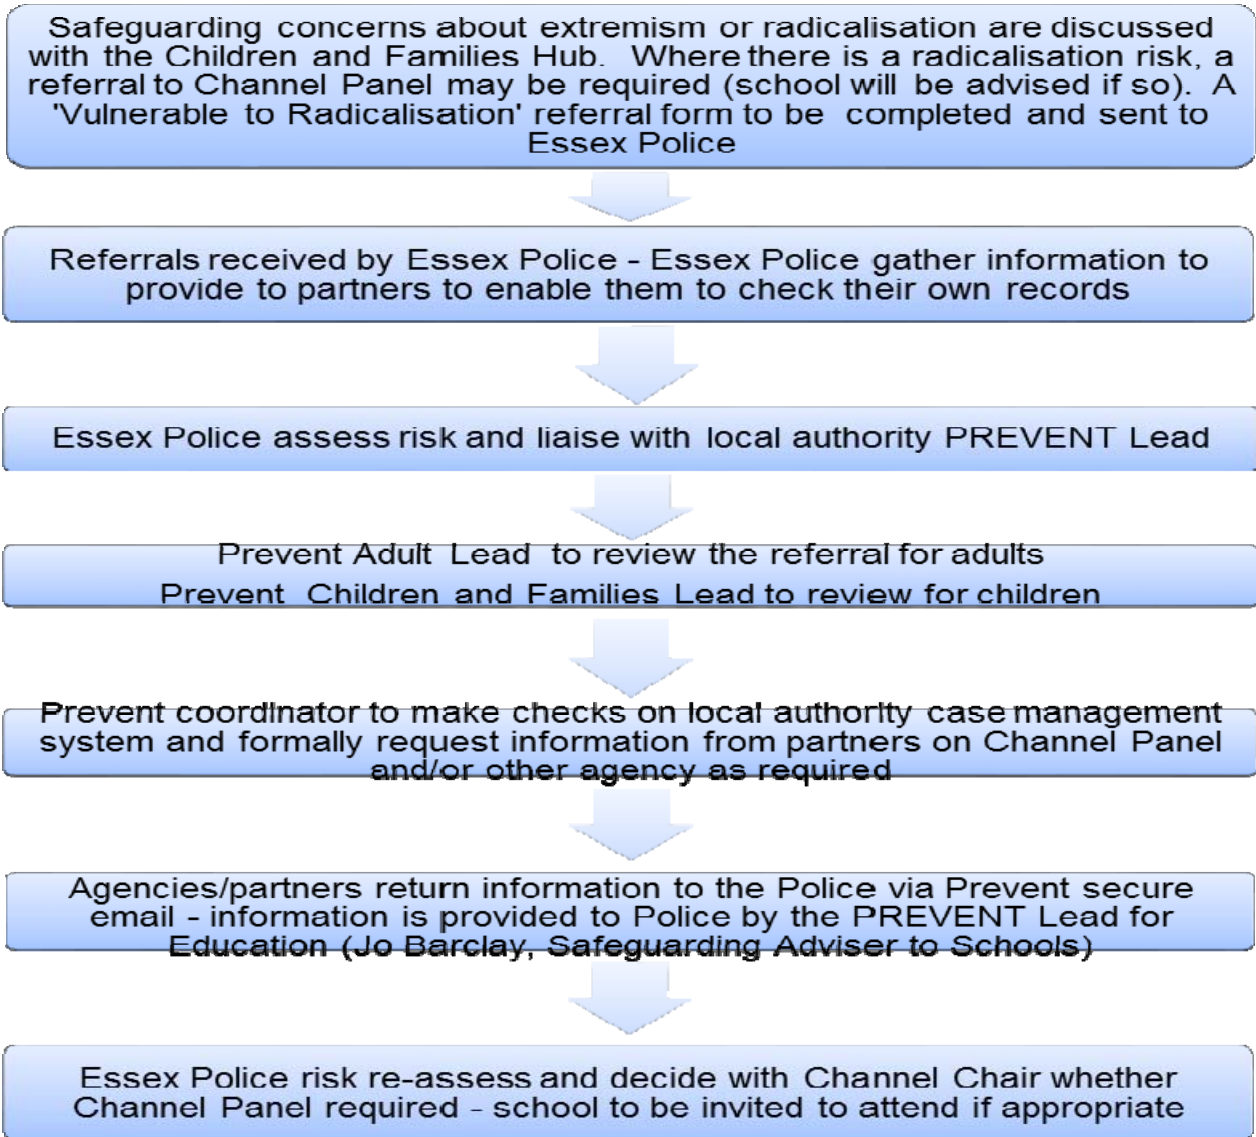 Safeguarding concerns about extremism or radicalisation are discussed
with the Children and Families Hub. Where there is a radicalisation risk, a
referral to Channel Panel may be required (school will be advised if so). A
'Vulnerable to Radicalisation' referral form to be completed and sent to
Essex Police
Referrals received by Essex Police - Essex Police gather information to
provide to partners to enable them to check their own records
Essex Police assess risk and liaise with local authority PREVENT Lead
Prevent Adult Lead to review the referral for adults
Prevent Children and Families Lead to review for children
Prevent coordinator to make checks on local authority case management
system and formally request information from partners on Channel Panel
and/or other agency as required
Agencies/partners return information to the Police via Prevent secure
email - information is provided to Police by the PREVENT Lead for
Education (Jo Barclay, Safeguarding Adviser to Schools)
Essex Police risk re-assess and decide with Channel Chair whether
Channel Panel required - school to be invited to attend if appropriate